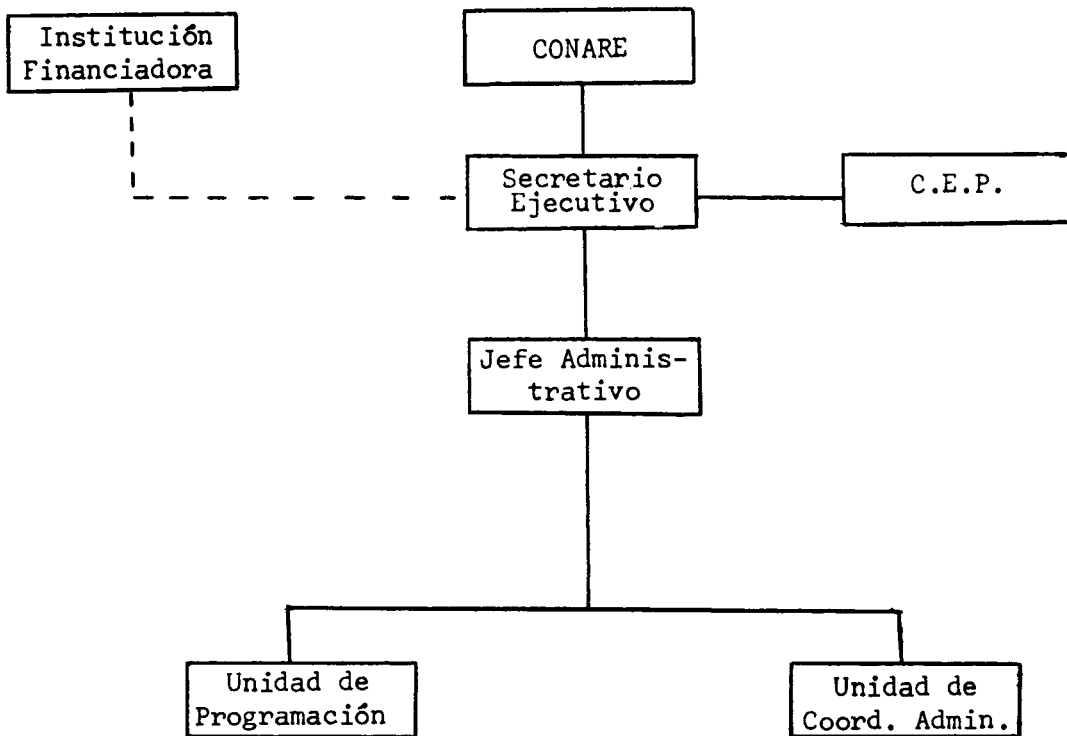 Institución
Financiadora
CONARE
Secretario
Ejecutivo
C.E.P.
Jefe Adminis-
trativo
Unidad de
Programación
Unidad de
Coord. Admin.